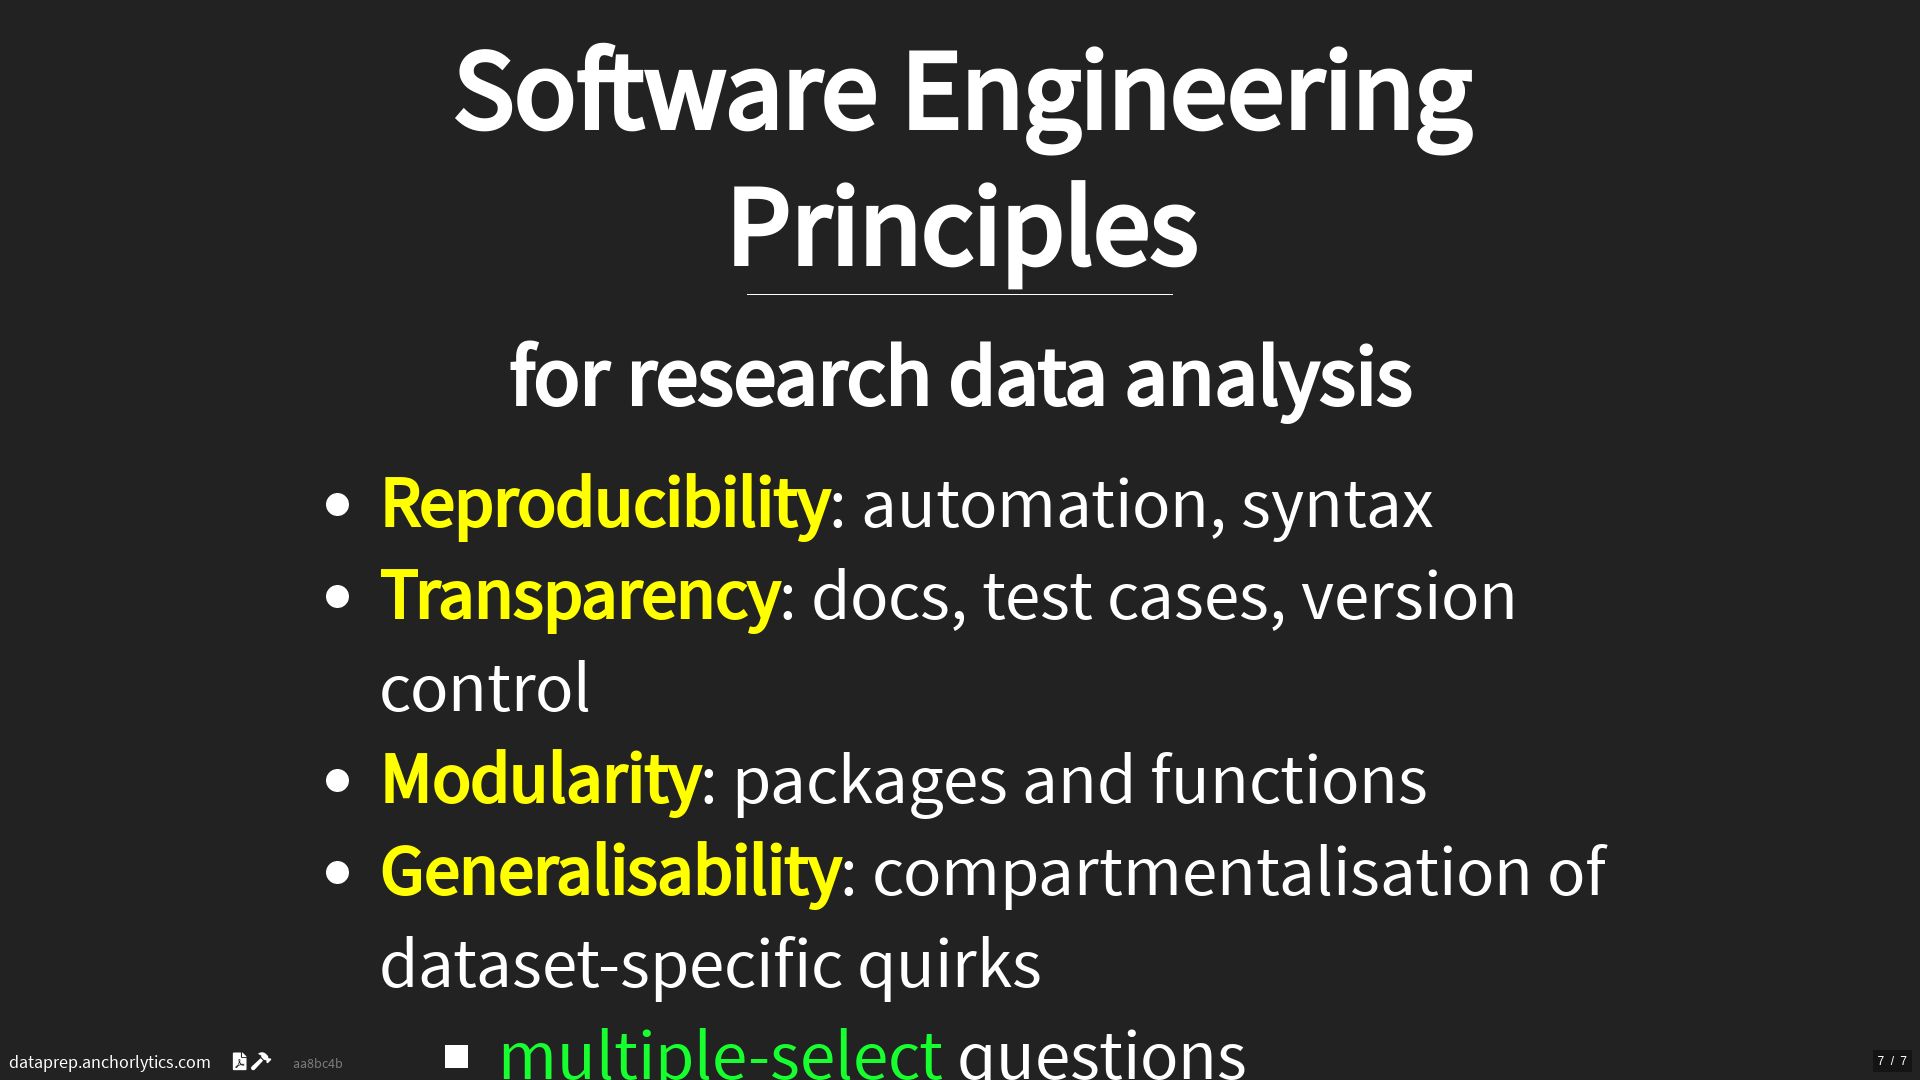 Software Engineering
Principles
for research data analysis
Reproducibility: automation, syntax
Transparency: docs, test cases, version
control
Modularity: packages and functions
Generalisability: compartmentalisation of
dataset-specific quirks
multiple-select questions
dataprep.anchorlytics.com
aa8bc4b
7 / 7